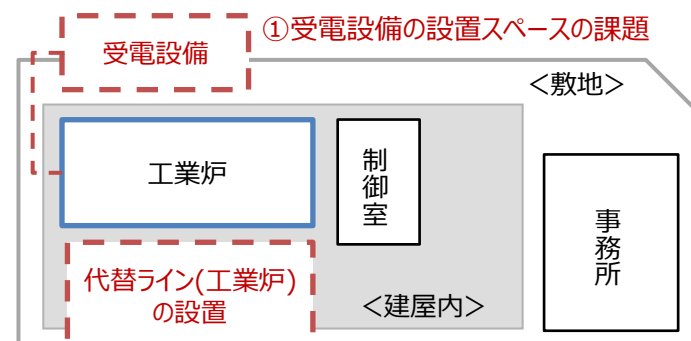 ①受電設備の設置スペースの課題
受電設備
＜敷地＞
工業炉
制御室
事務所
代替ライン(工業炉)
の設置
＜建屋内＞